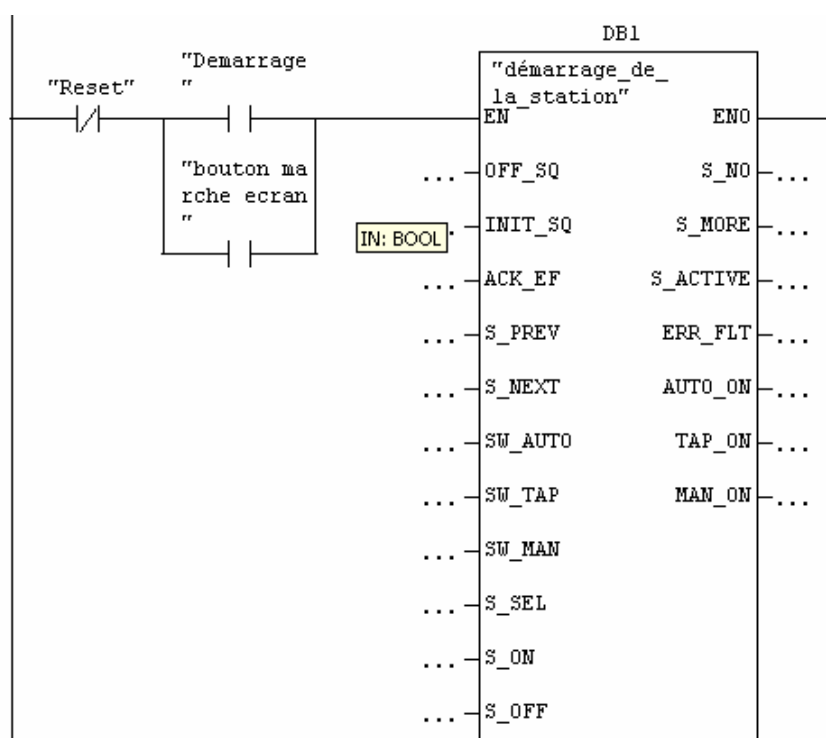 DB1
"Demarrage
"
"Reset"
"démarrage_de_
la_station"
EN ENO
"bouton ma
rche ecran
"
... OFF_SQ S_NO ...
IN: BOOL . INIT_SQ S_MORE ...
... ACK_EF S_ACTIVE ...
... S_PREV ERR_FLT ...
... S_NEXT AUTO_ON ...
... SW_AUTO TAP_ON ...
... SW_TAP MAN_ON ...
... SW_MAN
... S_SEL
... S_ON
... S_OFF